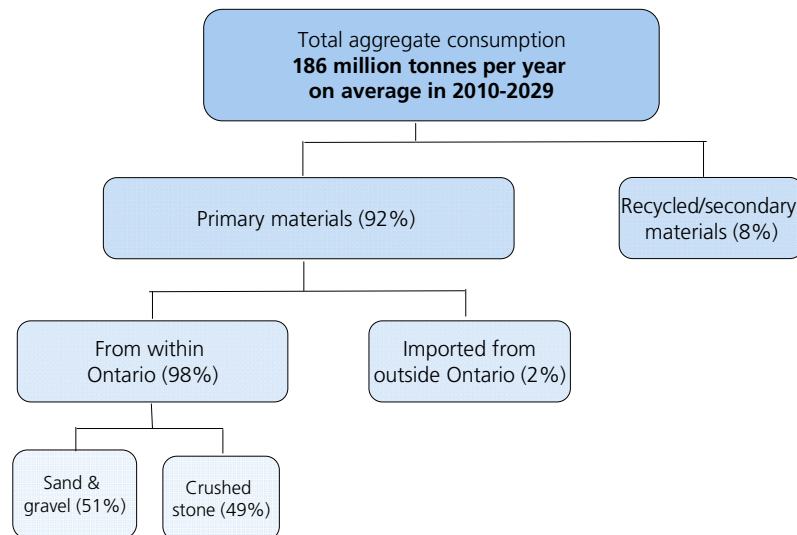 Total aggregate consumption
186 million tonnes per year
on average in 2010-2029
Primary materials (92%)
Recycled/secondary
materials (8%)
From within
Ontario (98%)
Imported from
outside Ontario (2%)
Sand &
gravel (51%)
Crushed
stone (49%)